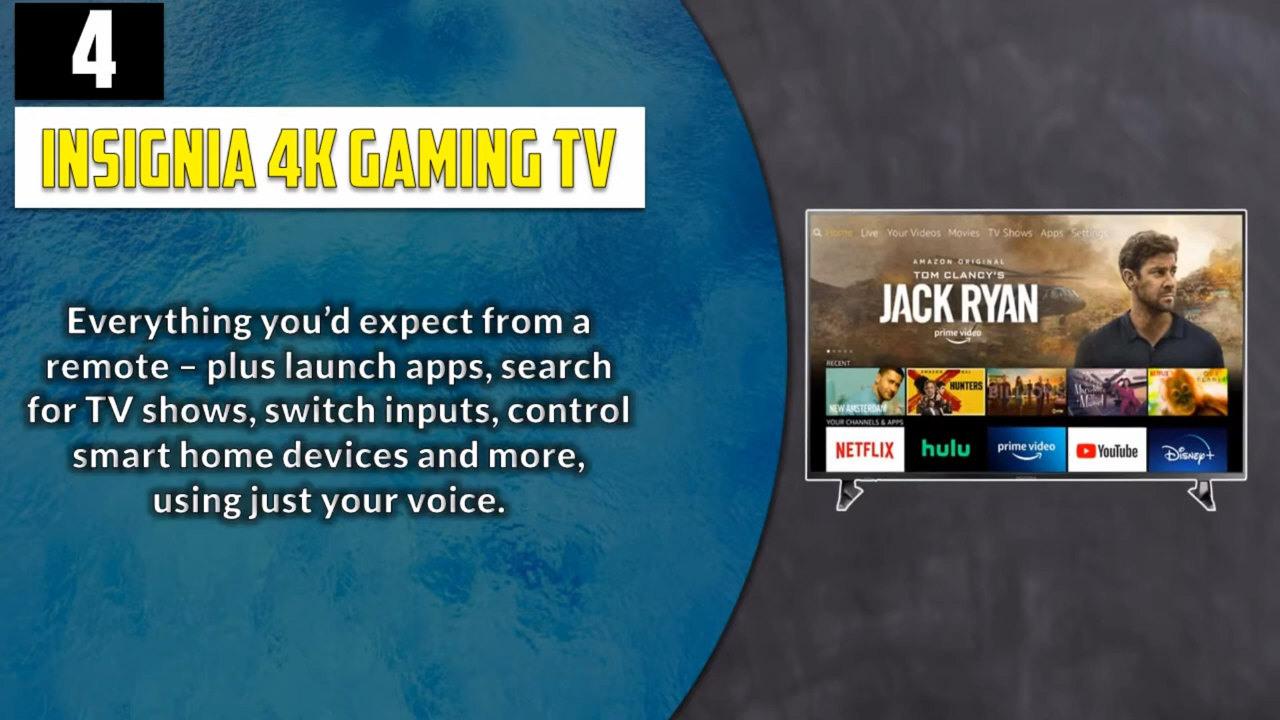 4
INSIGNIA 4K GAMING TV
Everything you’d expect from a
remote – plus launch apps, search
for TV shows, switch inputs, control
smart home devices and more,
using just your voice.
Home Live Your Videos Movies TV Shows Apps Settings
AMAZON ORIGINAL
TOM CLANCY'S
JACK RYAN
prime video
RECENT
NEW AMSTERDAM
HUNTERS
BILLIONS
YOUR CHANNELS & APPS
NETFLIX hulu prime video YouTube Disney+